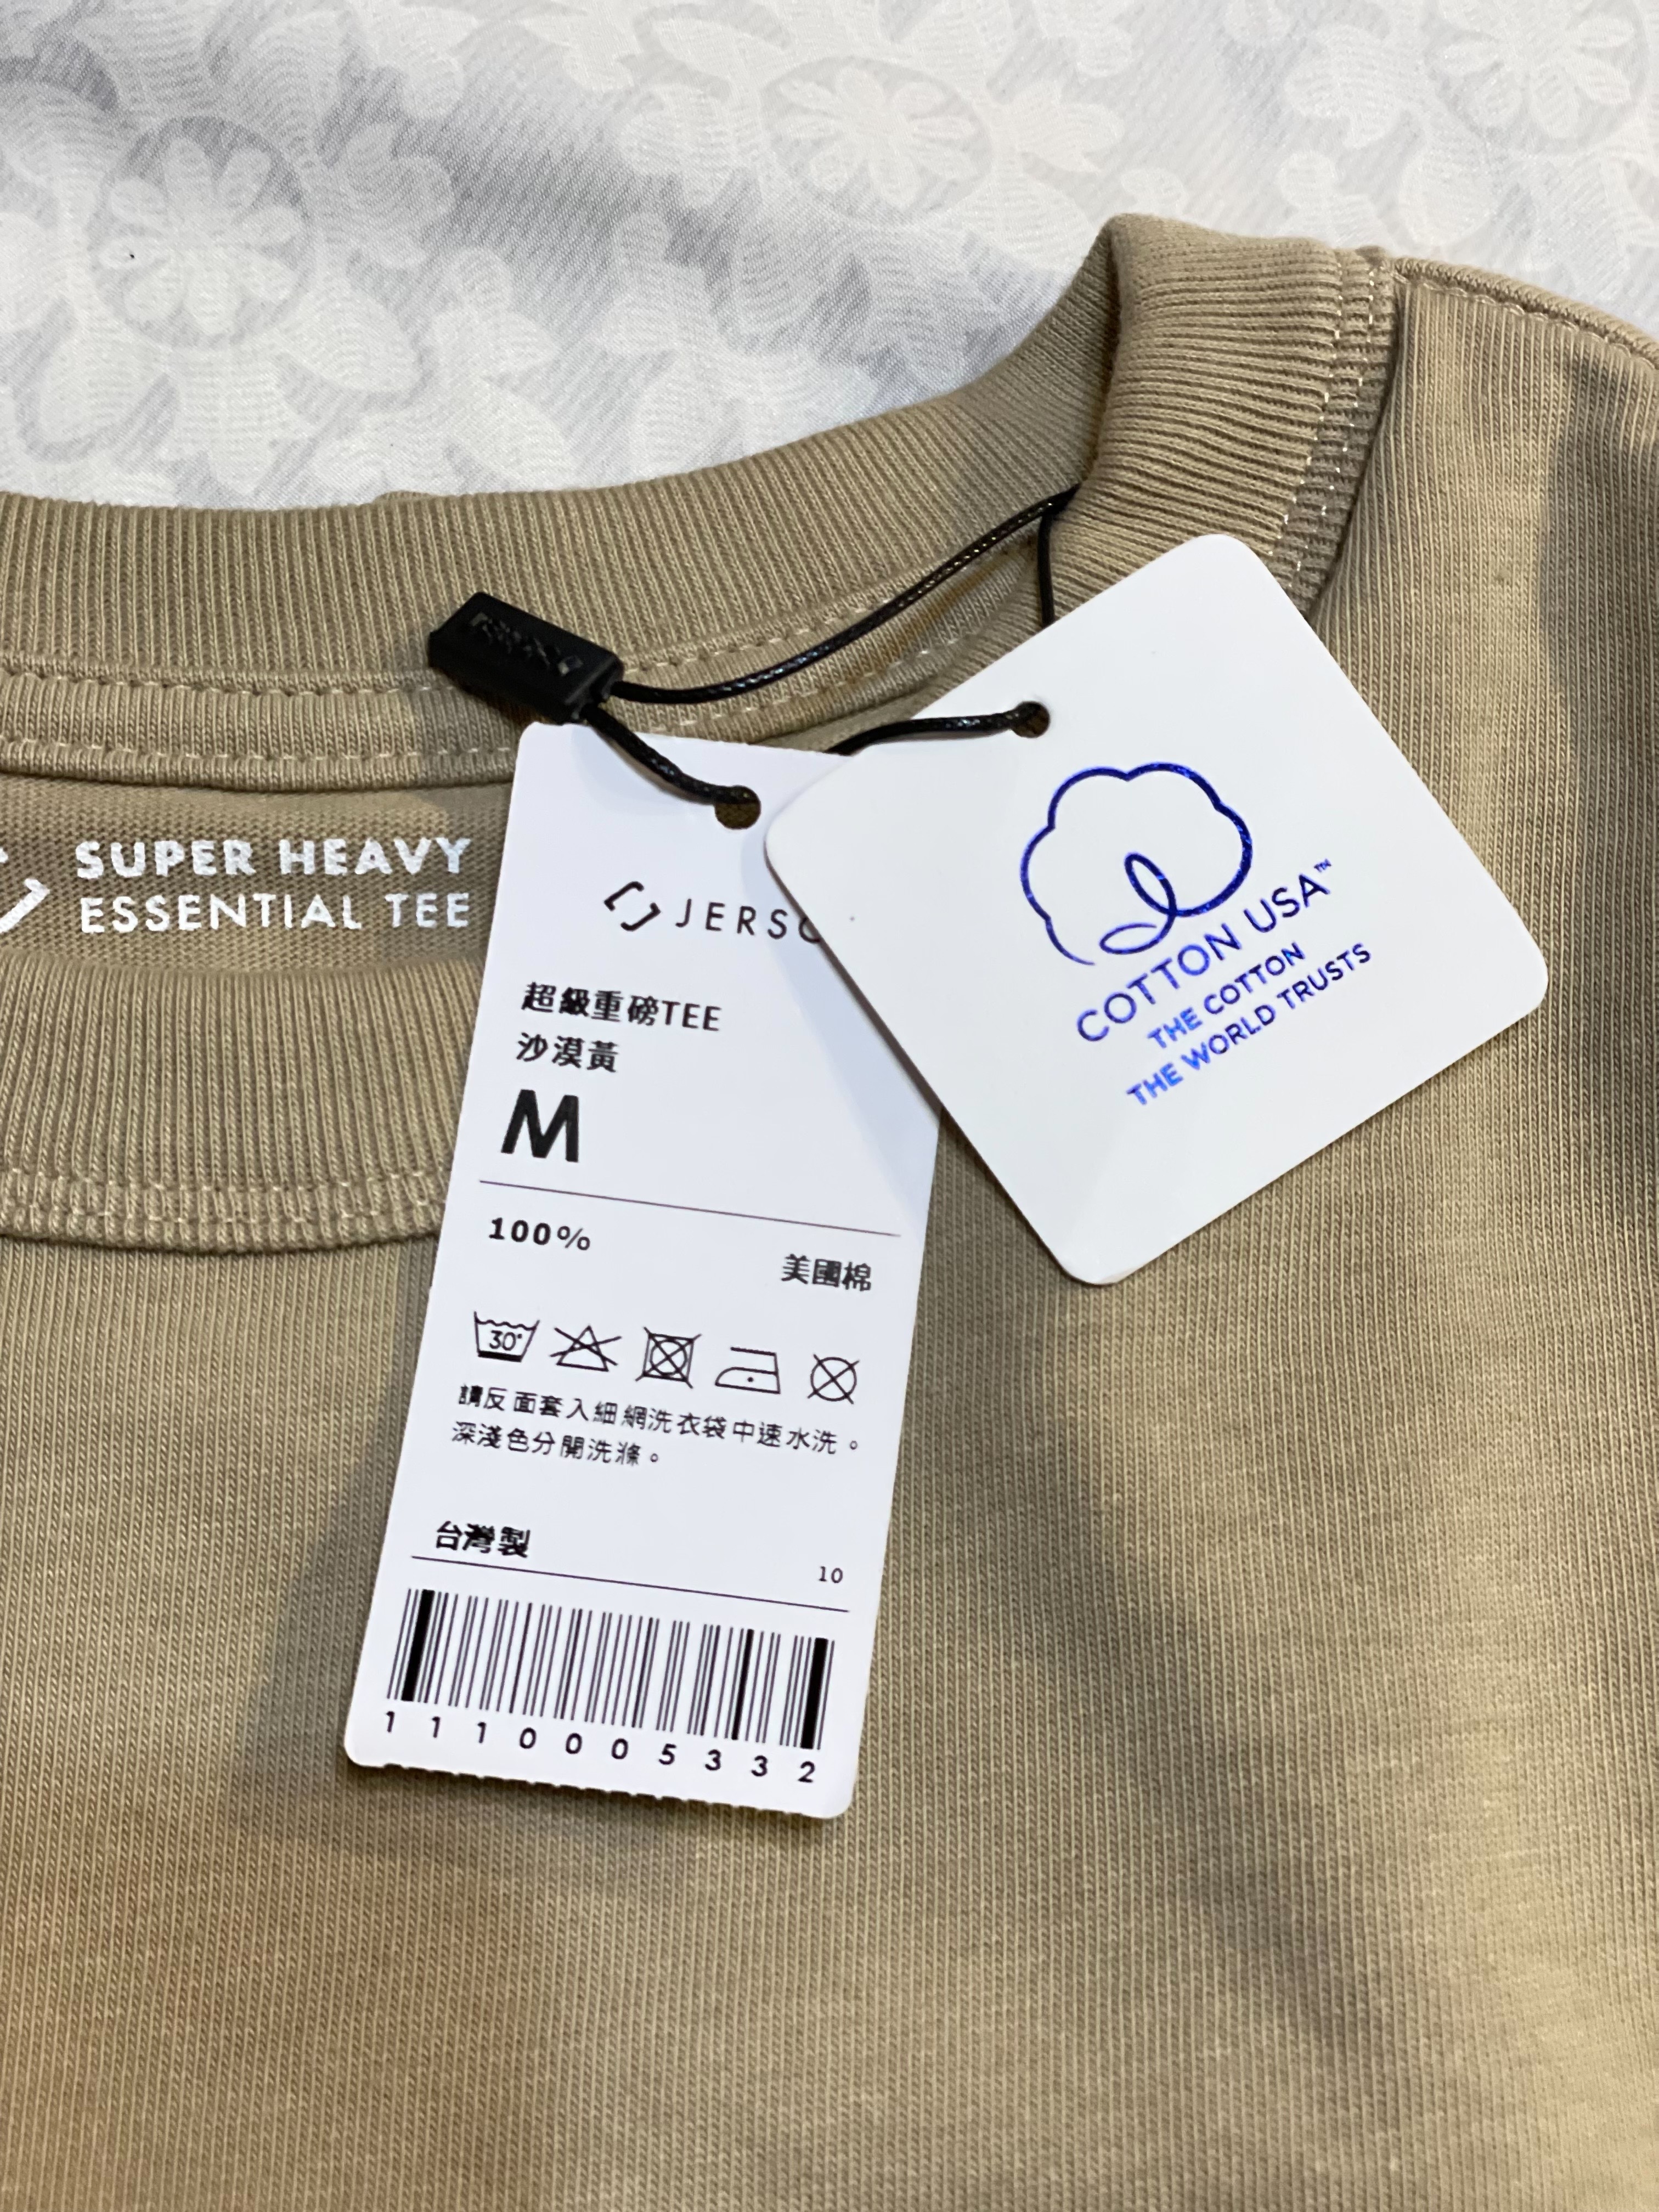 SUPER HEAVY
ESSENTIAL TEE
JERSC
超級重磅TEE
沙漠黃
M
100% 美國棉
30°
請反面套入細網洗衣袋中速水洗。
深淺色分開洗滌。
台灣製
10
1110005332
COTTON USA™
THE COTTON
THE WORLD TRUSTS